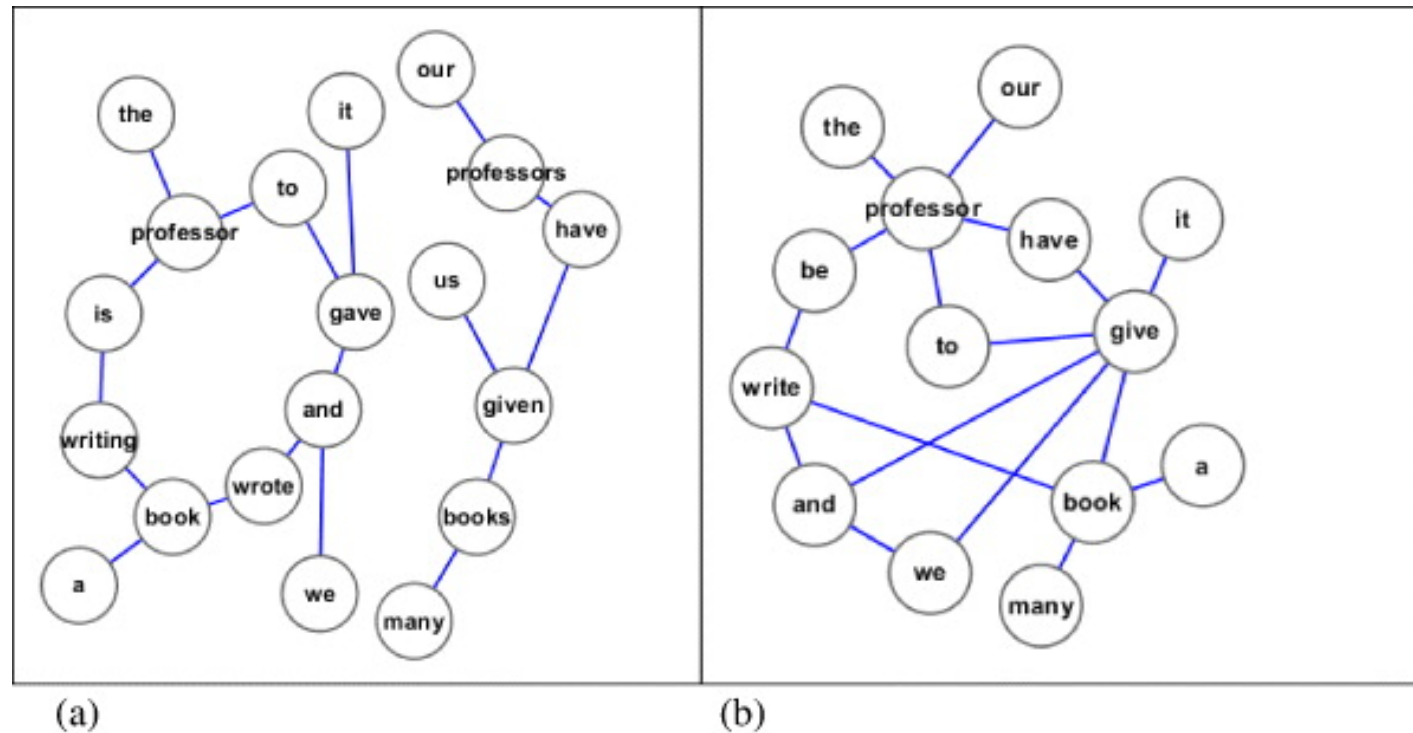 our
the
it
to
professors
professor
have
us
is
gave
and
given
writing
wrote
book
books
a
we
many
our
the
professor
it
have
be
give
to
write
a
and
book
we
many
(a)
(b)